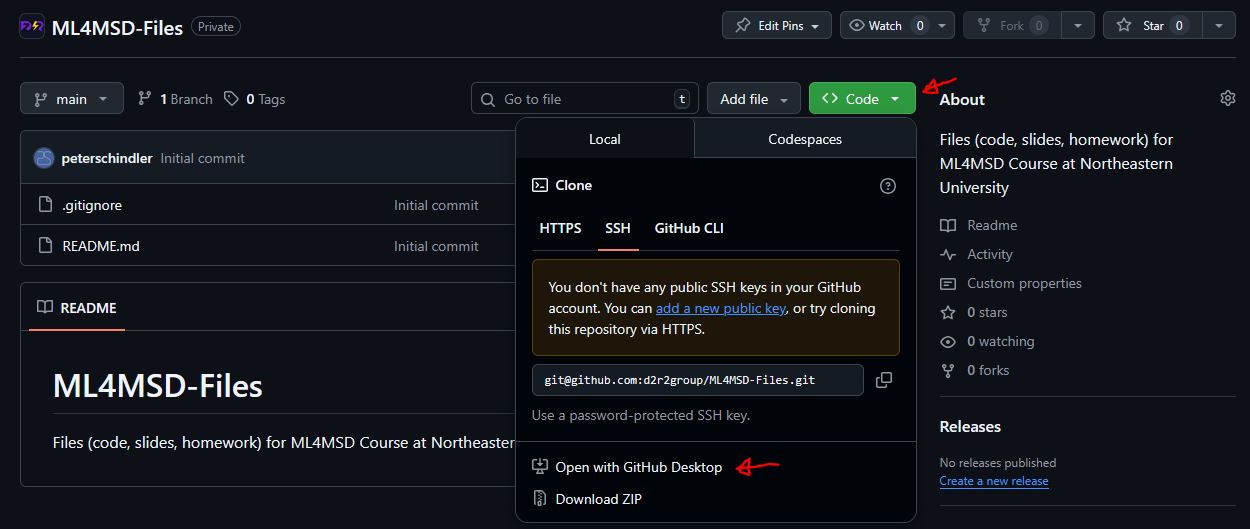 ML4MSD-Files Private
Edit Pins
Watch 0
Fork 0
Star 0
main
1 Branch
0 Tags
Go to file t
Add file
Code
peterschindler Initial commit
.gitignore Initial commit
README.md Initial commit
README
ML4MSD-Files
Files (code, slides, homework) for ML4MSD Course at Northeaster
Local Codespaces
Clone
HTTPS SSH GitHub CLI
You don't have any public SSH keys in your GitHub
account. You can add a new public key, or try cloning
this repository via HTTPS.
git@github.com:d2r2group/ML4MSD-Files.git
Use a password-protected SSH key.
Open with GitHub Desktop
Download ZIP
About
Files (code, slides, homework) for
ML4MSD Course at Northeastern
University
Readme
Activity
Custom properties
0 stars
0 watching
0 forks
Releases
No releases published
Create a new release